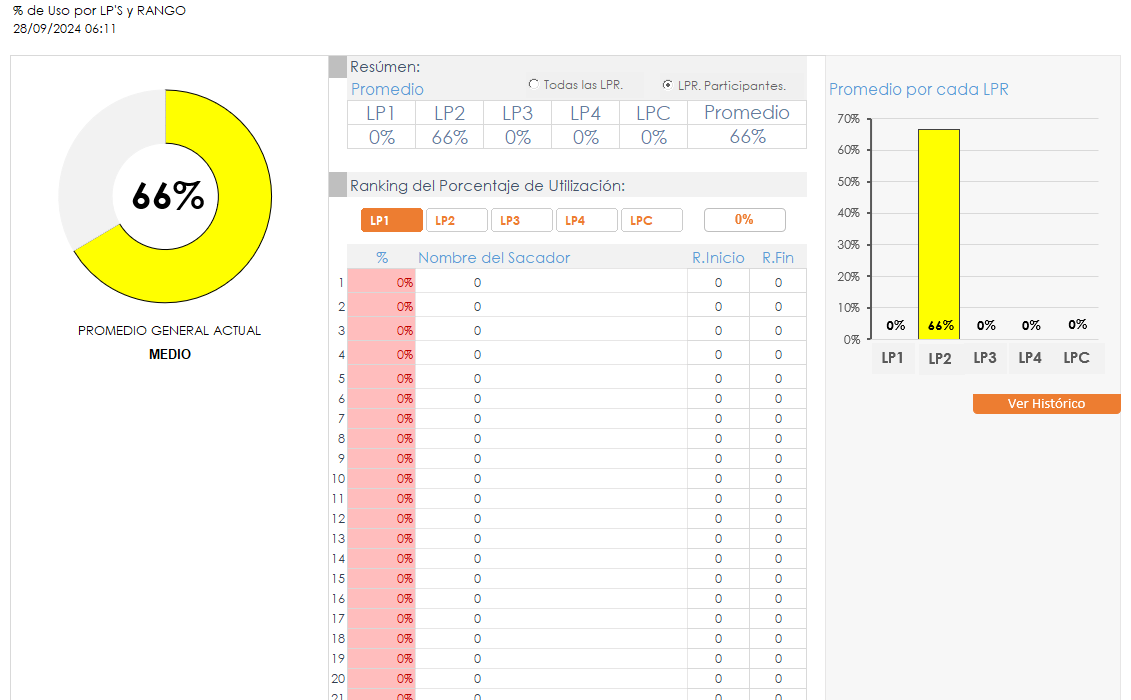 % de Uso por LP'S y RANGO
28/09/2024 06:11
66%
PROMEDIO GENERAL ACTUAL
MEDIO
Resúmen:
Promedio
Todas las LPR.
LPR. Participantes.
LP1 LP2 LP3 LP4 LPC Promedio
0% 66% 0% 0% 0% 66%
Ranking del Porcentaje de Utilización:
LP1 LP2 LP3 LP4 LPC 0%
% Nombre del Sacador R.Inicio R.Fin
1 0% 0 0 0
2 0% 0 0 0
3 0% 0 0 0
4 0% 0 0 0
5 0% 0 0 0
6 0% 0 0 0
7 0% 0 0 0
8 0% 0 0 0
9 0% 0 0 0
10 0% 0 0 0
11 0% 0 0 0
12 0% 0 0 0
13 0% 0 0 0
14 0% 0 0 0
15 0% 0 0 0
16 0% 0 0 0
17 0% 0 0 0
18 0% 0 0 0
19 0% 0 0 0
20 0% 0 0 0
21 0% 0 0 0
Promedio por cada LPR
70%
60%
50%
40%
30%
20%
10%
0%
0% 66% 0% 0% 0%
LP1 LP2 LP3 LP4 LPC
Ver Histórico